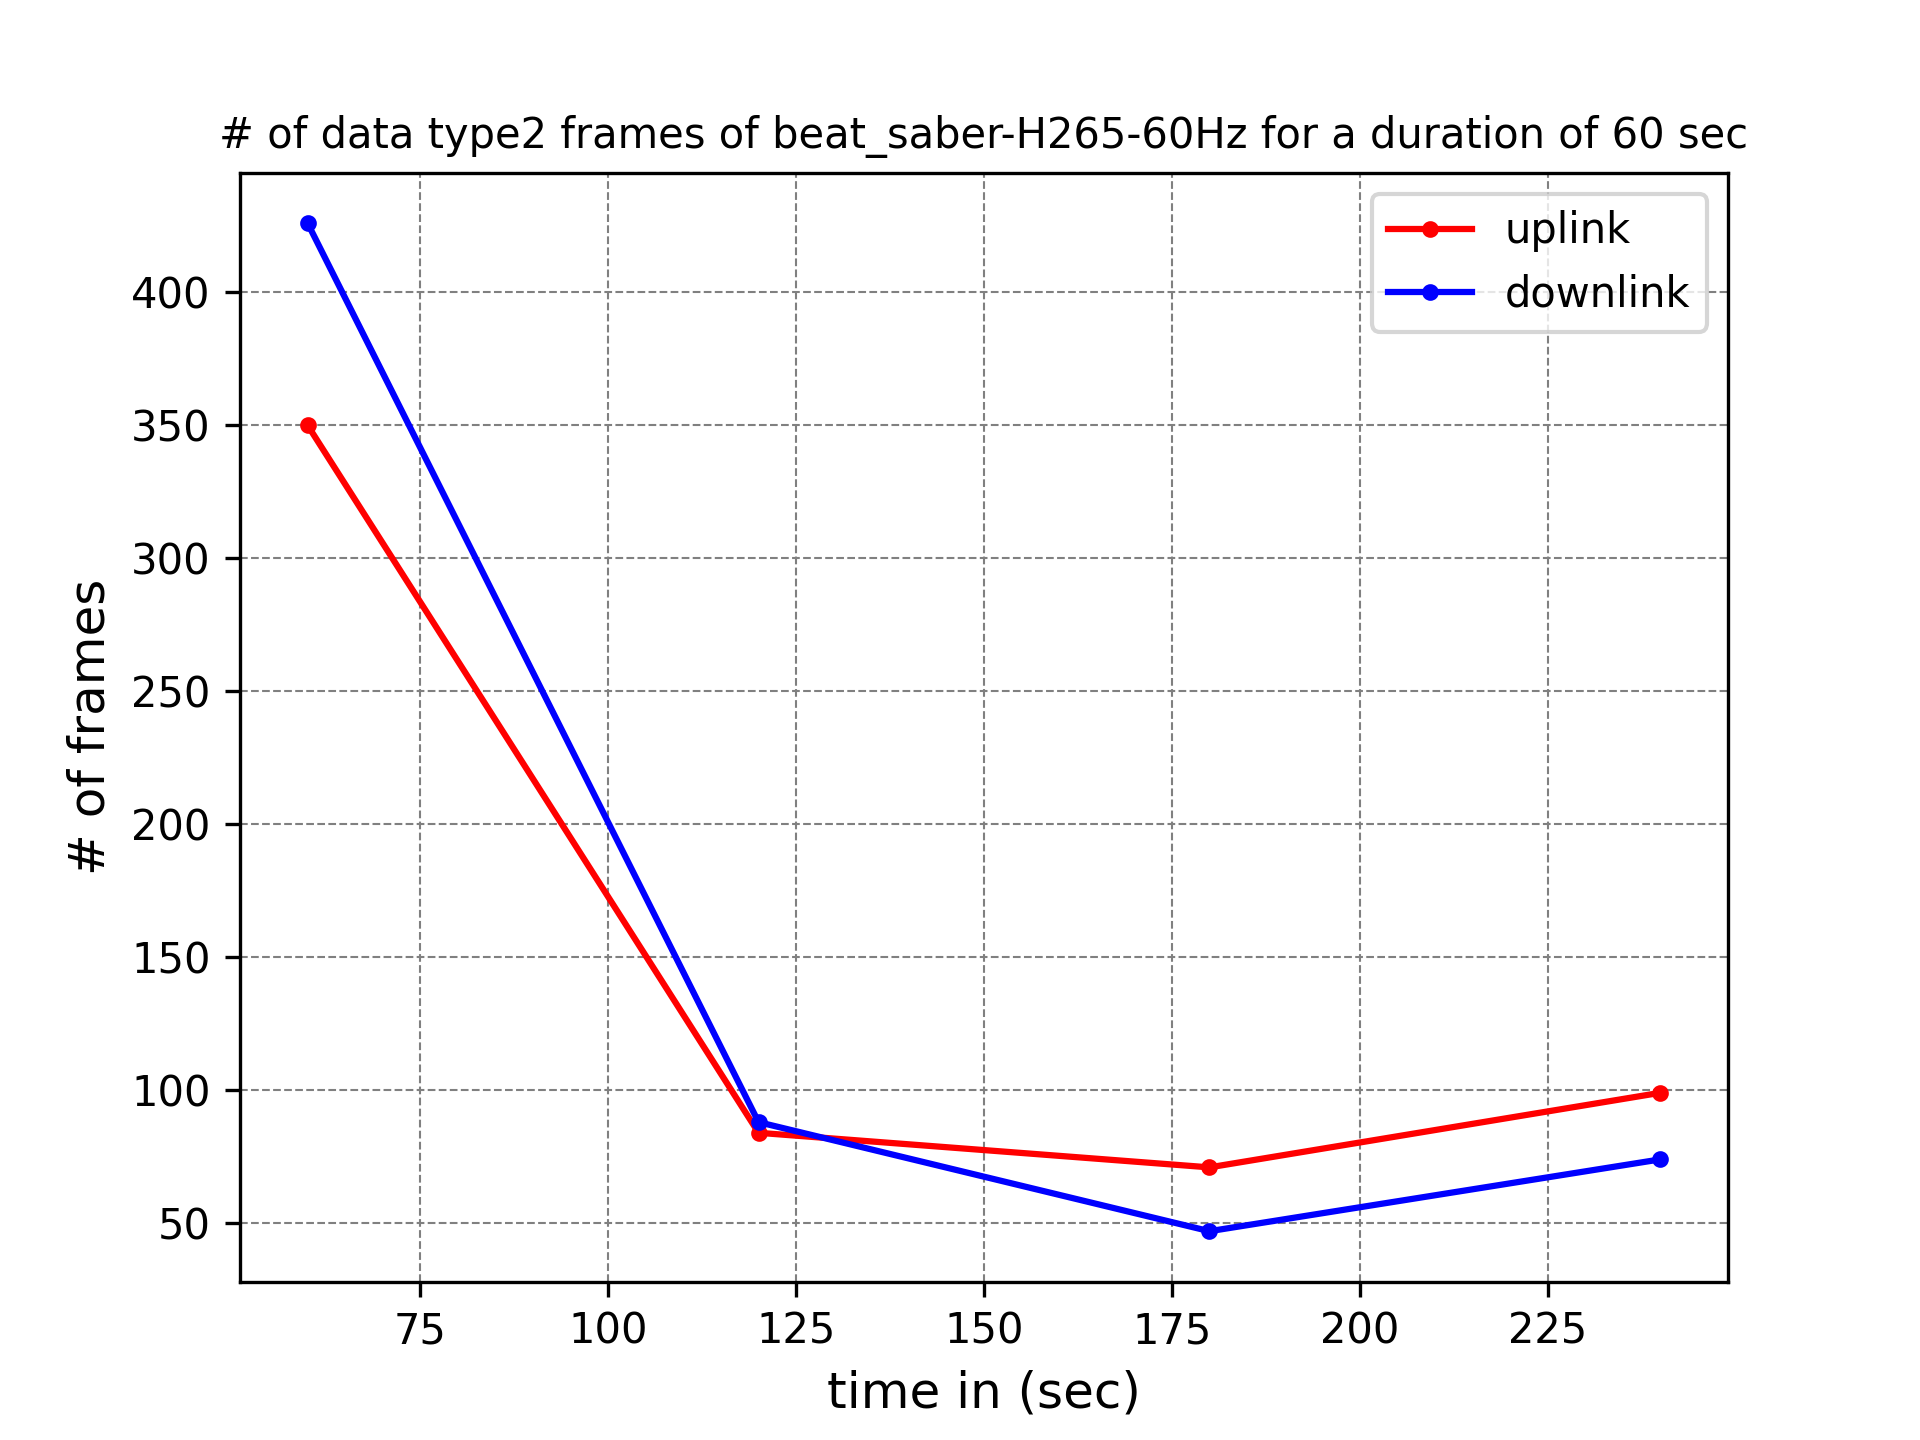 # of data type2 frames of beat_saber-H265-60Hz for a duration of 60 sec
uplink
downlink
# of frames
400
350
300
250
200
150
100
50
75 100 125 150 175 200 225
time in (sec)